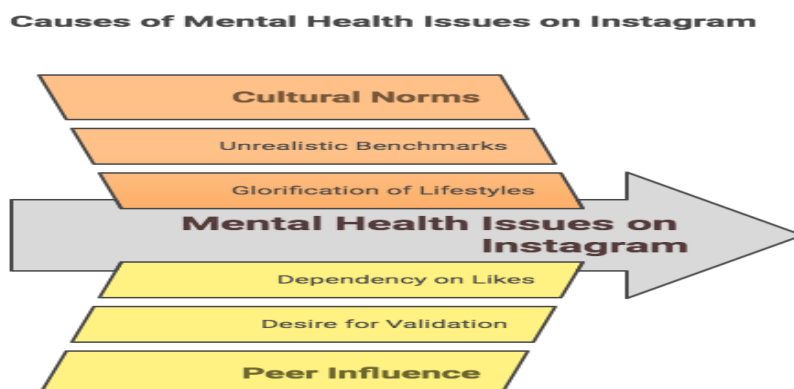 Causes of Mental Health Issues on Instagram
Cultural Norms
Unrealistic Benchmarks
Glorification of Lifestyles
Mental Health Issues on
Instagram
Dependency on Likes
Desire for Validation
Peer Influence